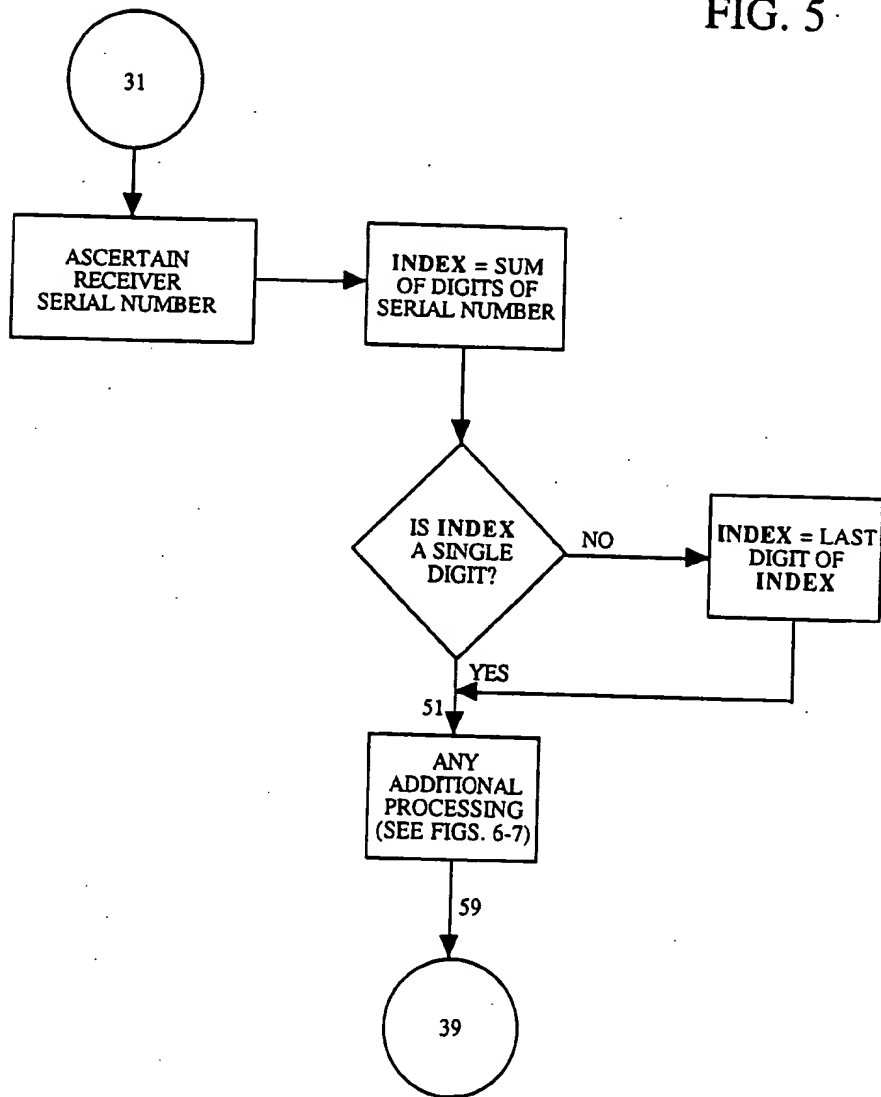 FIG. 5
31
ASCERTAIN
RECEIVER
SERIAL NUMBER
INDEX = SUM
OF DIGITS OF
SERIAL NUMBER
IS INDEX
A SINGLE
DIGIT?
NO
INDEX = LAST
DIGIT OF
INDEX
YES
51
ANY
ADDITIONAL
PROCESSING
(SEE FIGS. 6-7)
59
39